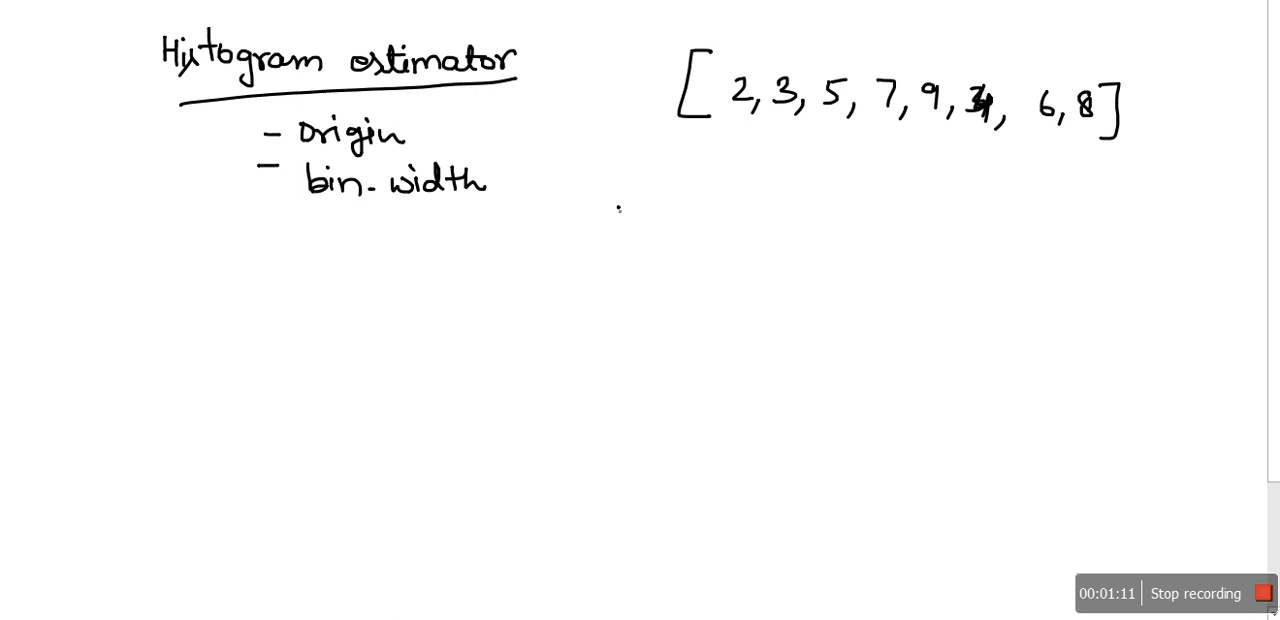 Histogram estimator
- origin
- bin-width
[ 2, 3, 5, 7, 9, 4, 6, 8 ]
00:01:11 Stop recording